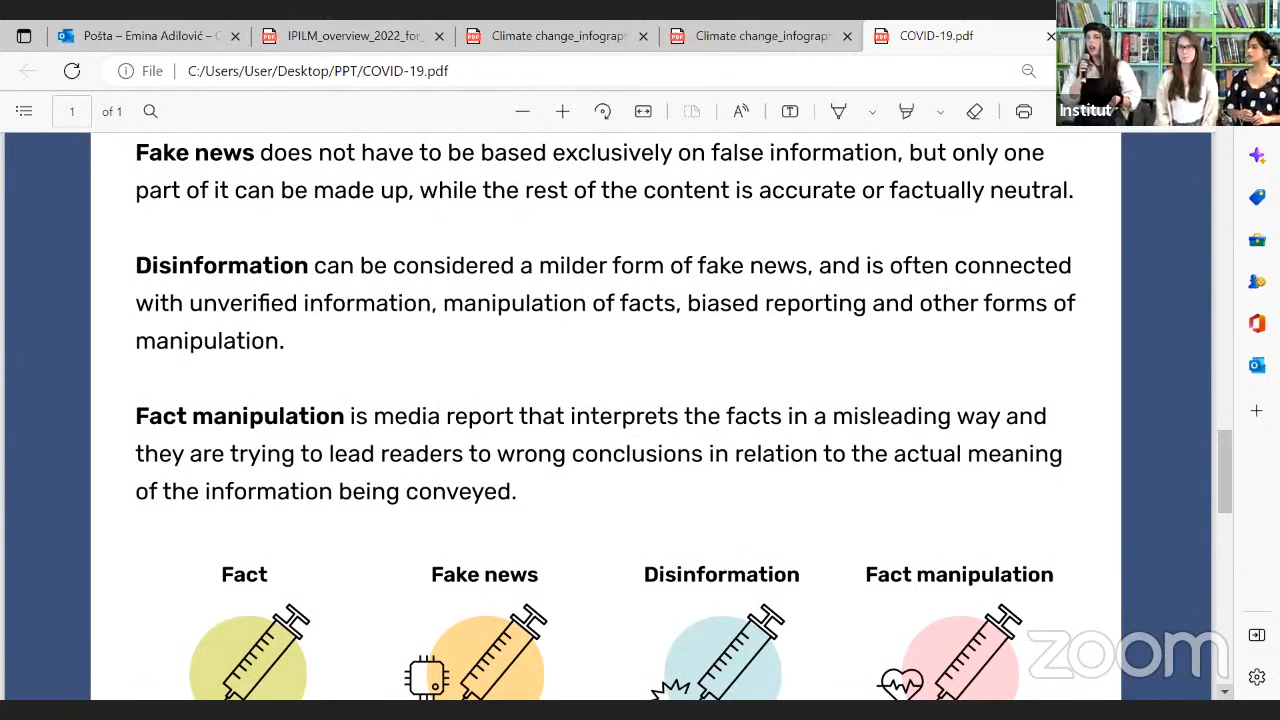 Pošta – Emina Adilović – C
IPILM_overview_2022_for_
Climate change_infograph
Climate change_infograph
COVID-19.pdf
File
C:/Users/User/Desktop/PPT/COVID-19.pdf
1 of 1
Institut
Fake news does not have to be based exclusively on false information, but only one
part of it can be made up, while the rest of the content is accurate or factually neutral.
Disinformation can be considered a milder form of fake news, and is often connected
with unverified information, manipulation of facts, biased reporting and other forms of
manipulation.
Fact manipulation is media report that interprets the facts in a misleading way and
they are trying to lead readers to wrong conclusions in relation to the actual meaning
of the information being conveyed.
Fact Fake news Disinformation Fact manipulation
zoom